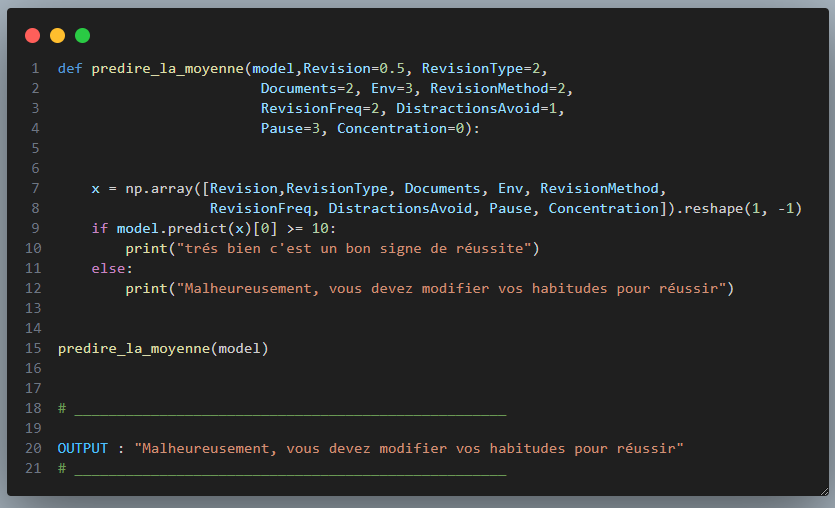 1 def predire_la_moyenne(model,Revision=0.5, RevisionType=2,
2 Documents=2, Env=3, RevisionMethod=2,
3 RevisionFreq=2, DistractionsAvoid=1,
4 Pause=3, Concentration=0):
5
6
7 x = np.array([Revision,RevisionType, Documents, Env, RevisionMethod,
8 RevisionFreq, DistractionsAvoid, Pause, Concentration]).reshape(1, -1)
9 if model.predict(x)[0] >= 10:
10 print("trés bien c'est un bon signe de réussite")
11 else:
12 print("Malheureusement, vous devez modifier vos habitudes pour réussir")
13
14
15 predire_la_moyenne(model)
16
17
18 # ___________________________________________________
19
20 OUTPUT : "Malheureusement, vous devez modifier vos habitudes pour réussir"
21 # ___________________________________________________